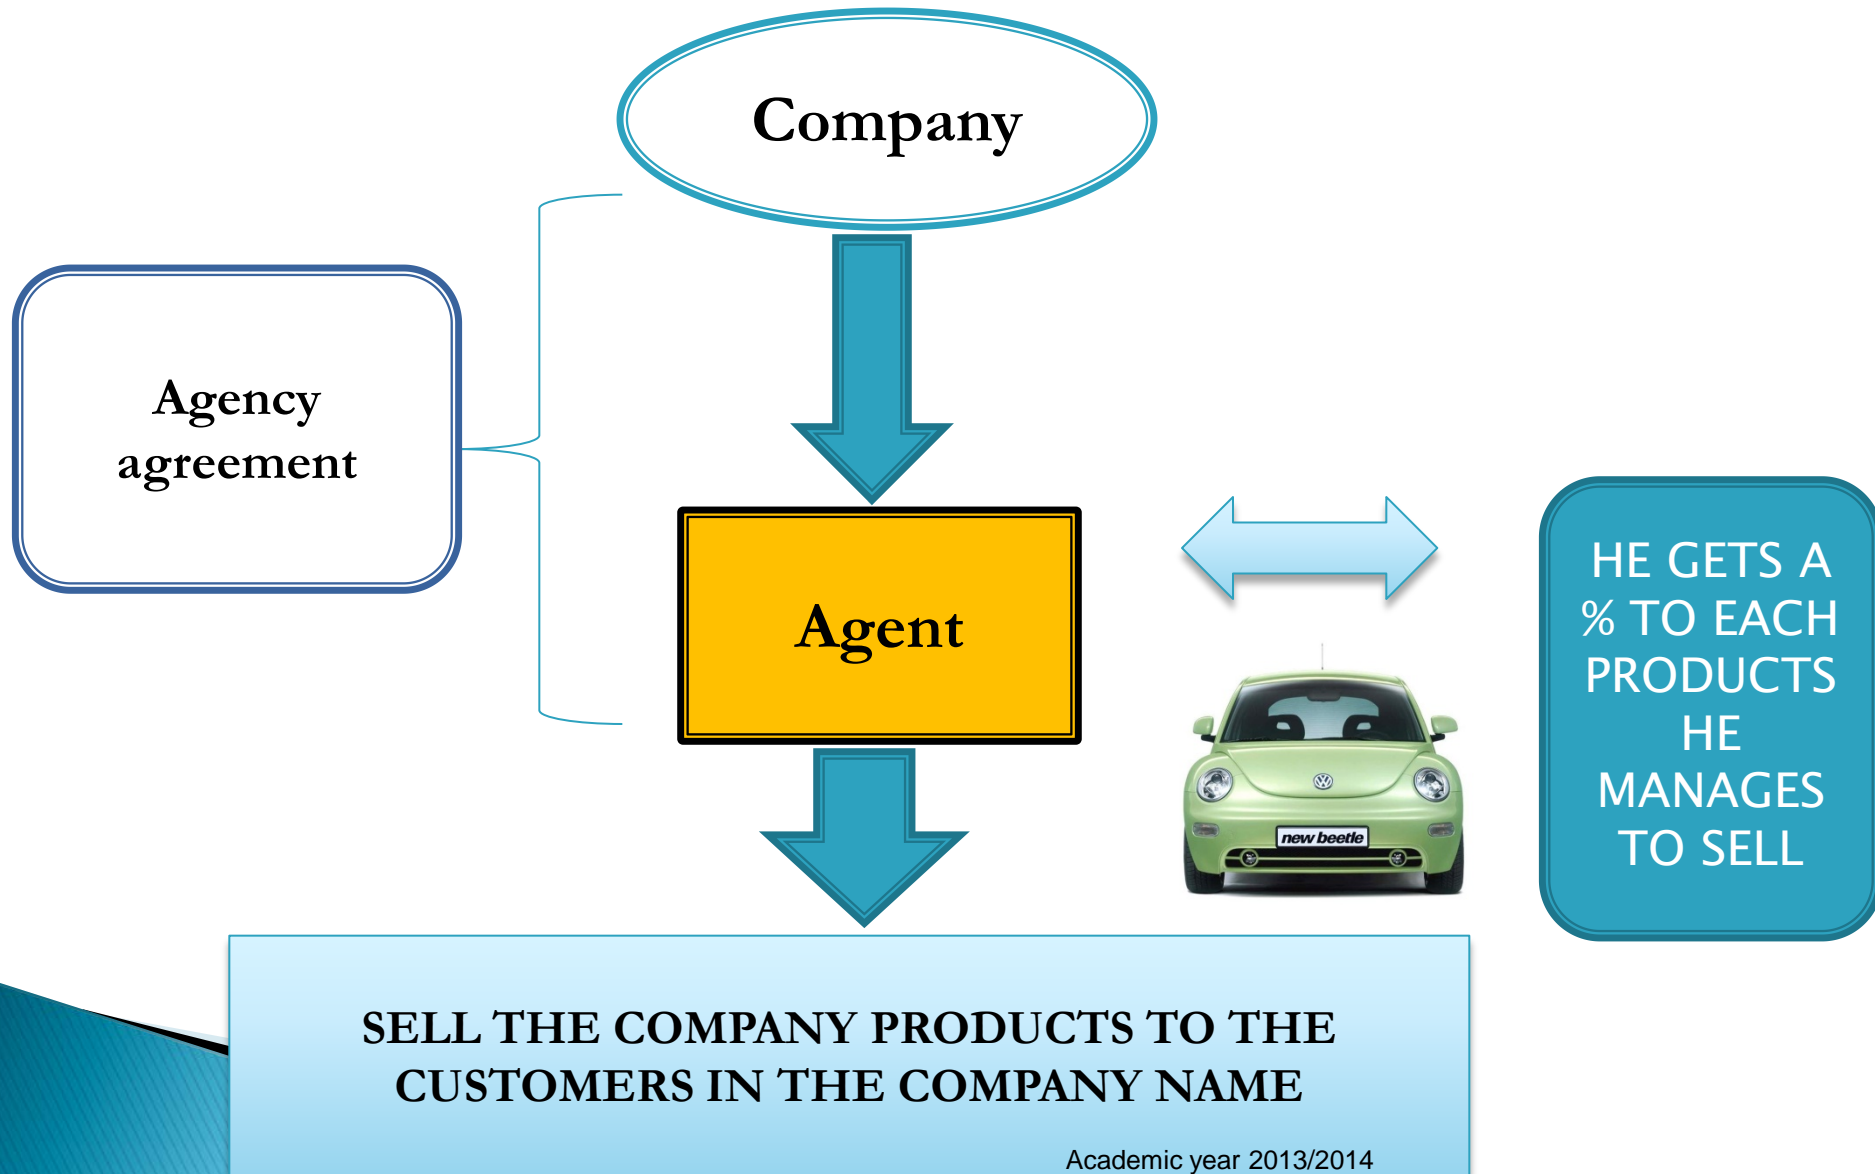 Company
Agency
agreement
Agent
HE GETS A
% TO EACH
PRODUCTS
HE
MANAGES
TO SELL
new beetle
SELL THE COMPANY PRODUCTS TO THE
CUSTOMERS IN THE COMPANY NAME
Academic year 2013/2014